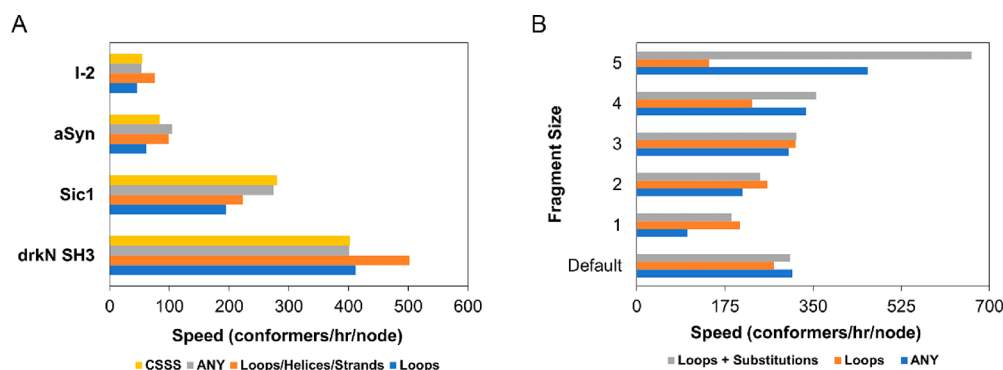 A
I-2
aSyn
Sic1
drkN SH3
0 100 200 300 400 500 600
Speed (conformers/hr/node)
CSSS ANY Loops/Helices/Strands Loops
B
Fragment Size
5
4
3
2
1
Default
0 175 350 525 700
Speed (conformers/hr/node)
Loops + Substitutions Loops ANY